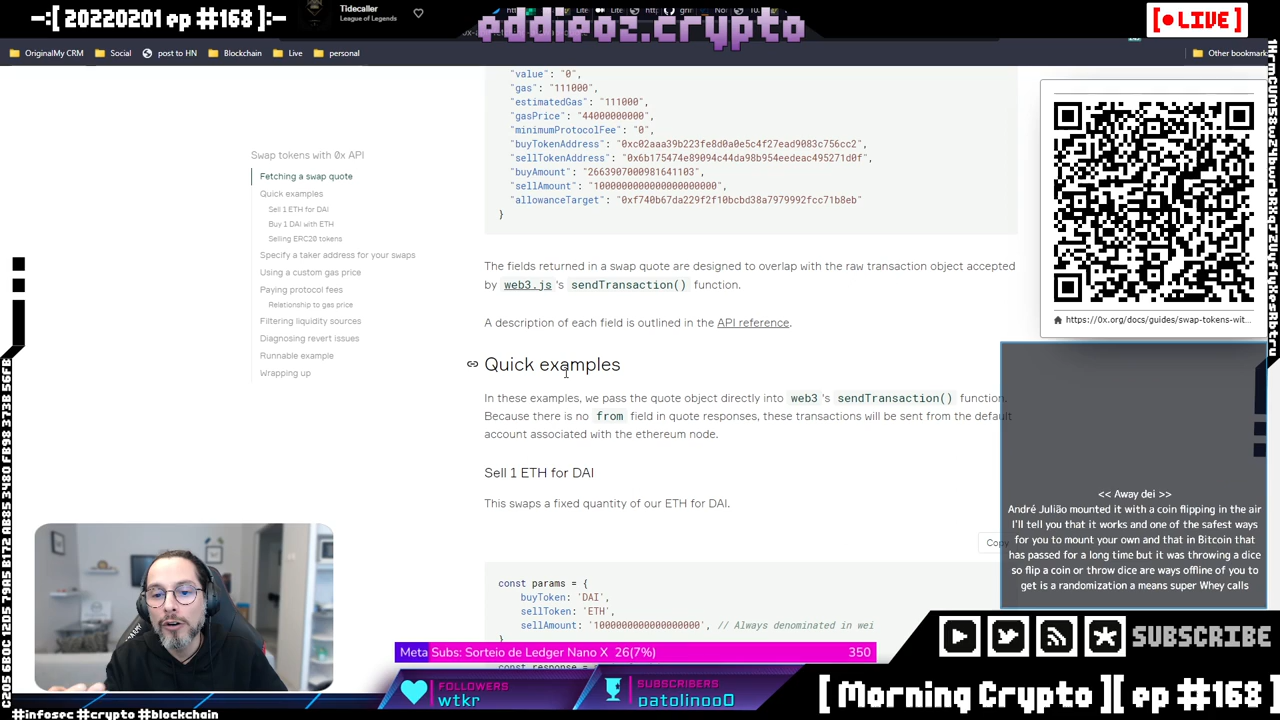 -:[ 20220201 ep #168 ]:-
Tidecaller
League of Legends
eddieoz.crypto
[ • LIVE ]
OriginalMy CRM
Social
post to HN
Blockchain
Live
personal
Other bookmark
"value": "0",
"gas": "111000",
"estimatedGas": "111000",
"gasPrice": "44000000000",
"minimumProtocolFee": "0",
"buyTokenAddress": "0xc02aaa39b223fe8d0a0e5c4f27ead9083c756cc2",
"sellTokenAddress": "0x6b175474e89094c44da98b954eedeac495271d0f",
"buyAmount": "2663907000981641103",
"sellAmount": "1000000000000000000000",
"allowanceTarget": "0xf740b67da229f2f10bcbd38a7979992fcc71b8eb"
}
Swap tokens with 0x API
Fetching a swap quote
Quick examples
Sell 1 ETH for DAI
Buy 1 DAI with ETH
Selling ERC20 tokens
Specify a taker address for your swaps
Using a custom gas price
Paying protocol fees
Relationship to gas price
Filtering liquidity sources
Diagnosing revert issues
Runnable example
Wrapping up
The fields returned in a swap quote are designed to overlap with the raw transaction object accepted
by web3.js 's sendTransaction() function.
A description of each field is outlined in the API reference.
Quick examples
In these examples, we pass the quote object directly into web3 's sendTransaction() function.
Because there is no from field in quote responses, these transactions will be sent from the default
account associated with the ethereum node.
Sell 1 ETH for DAI
This swaps a fixed quantity of our ETH for DAI.
Copy
const params = {
buyToken: 'DAI',
sellToken: 'ETH',
sellAmount: '1000000000000000000', // Always denominated in wei
}
https://0x.org/docs/guides/swap-tokens-wit...
<< Away dei >>
André Julião mounted it with a coin flipping in the air
I'll tell you that it works and one of the safest ways
for you to mount your own and that in Bitcoin that
has passed for a long time but it was throwing a dice
so flip a coin or throw dice are ways offline of you to
get is a randomization a means super Whey calls
SUBSCRIBE
Meta Subs: Sorteio de Ledger Nano X 26(7%) 350
FOLLOWERS
wtkr
SUBSCRIBERS
patolinoo0
[ Morning Crypto ][ ep #168 ]
#infosec #crypto #blockchain